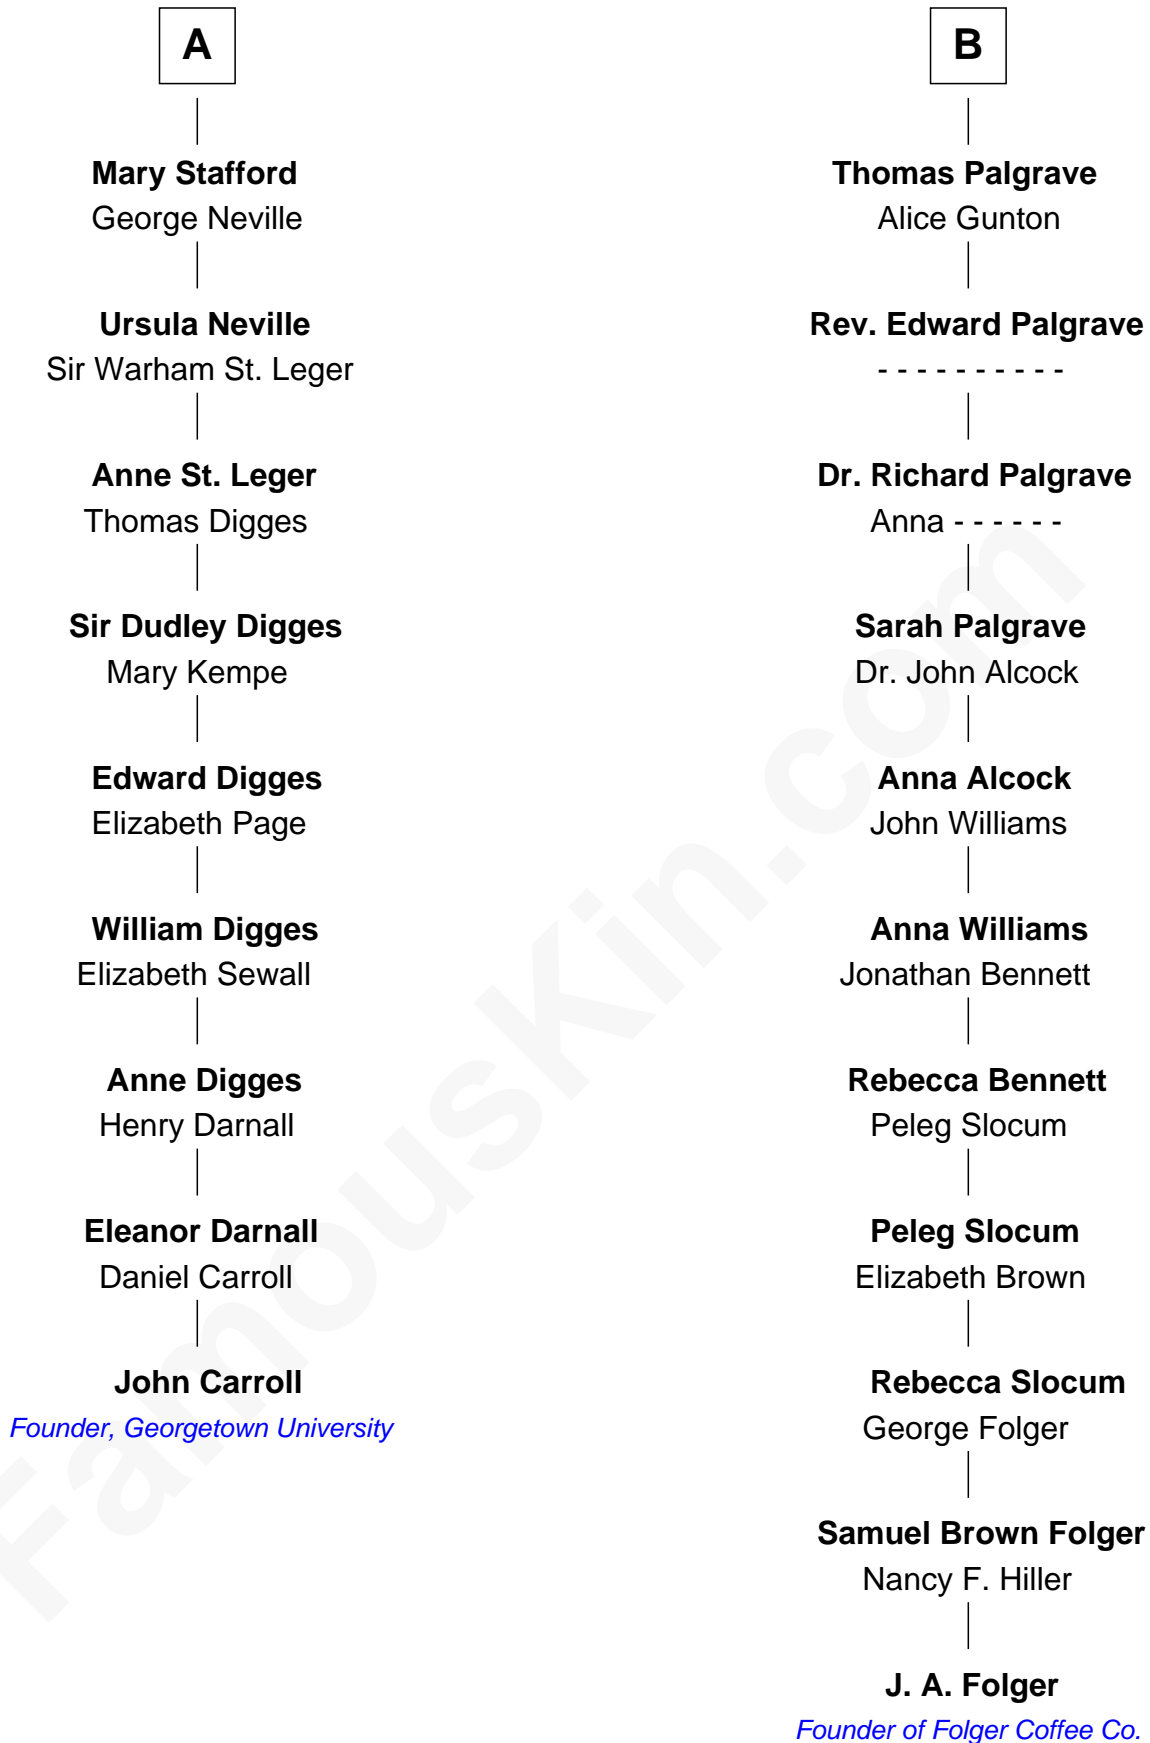 A
Mary Stafford
George Neville
Ursula Neville
Sir Warham St. Leger
Anne St. Leger
Thomas Digges
Sir Dudley Digges
Mary Kempe
Edward Digges
Elizabeth Page
William Digges
Elizabeth Sewall
Anne Digges
Henry Darnall
Eleanor Darnall
Daniel Carroll
John Carroll
Founder, Georgetown University
B
Thomas Palgrave
Alice Gunton
Rev. Edward Palgrave
- - - - - - - - - -
Dr. Richard Palgrave
Anna - - - - - -
Sarah Palgrave
Dr. John Alcock
Anna Alcock
John Williams
Anna Williams
Jonathan Bennett
Rebecca Bennett
Peleg Slocum
Peleg Slocum
Elizabeth Brown
Rebecca Slocum
George Folger
Samuel Brown Folger
Nancy F. Hiller
J. A. Folger
Founder of Folger Coffee Co.
FamousKin.com